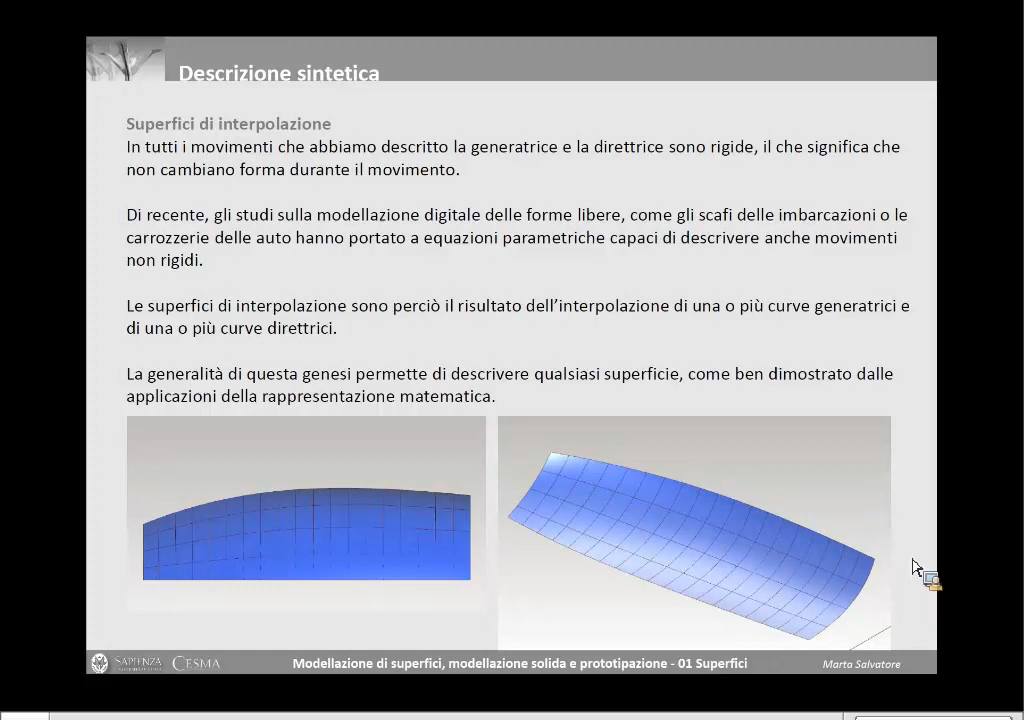 Descrizione sintetica
Superfici di interpolazione
In tutti i movimenti che abbiamo descritto la generatrice e la direttrice sono rigide, il che significa che
non cambiano forma durante il movimento.
Di recente, gli studi sulla modellazione digitale delle forme libere, come gli scafi delle imbarcazioni o le
carrozzerie delle auto hanno portato a equazioni parametriche capaci di descrivere anche movimenti
non rigidi.
Le superfici di interpolazione sono perciò il risultato dell’interpolazione di una o più curve generatrici e
di una o più curve direttrici.
La generalità di questa genesi permette di descrivere qualsiasi superficie, come ben dimostrato dalle
applicazioni della rappresentazione matematica.
SAPIENZA
CESMA
Modellazione di superfici, modellazione solida e prototipazione - 01 Superfici
Marta Salvatore